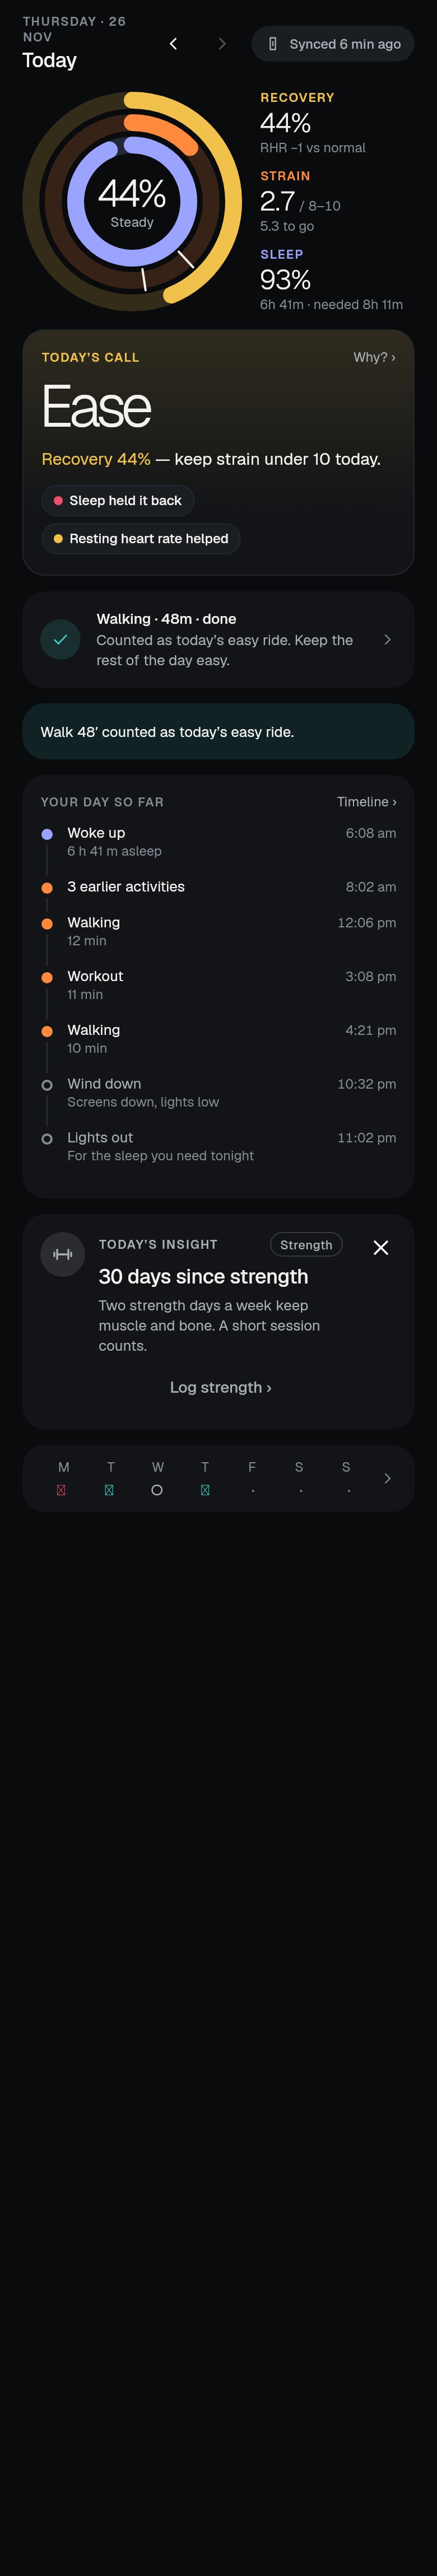 THURSDAY · 26
NOV
Today
Synced 6 min ago
44%
Steady
RECOVERY
44%
RHR −1 vs normal
STRAIN
2.7 / 8–10
5.3 to go
SLEEP
93%
6h 41m · needed 8h 11m
TODAY'S CALL
Why? ›
Ease
Recovery 44% — keep strain under 10 today.
Sleep held it back
Resting heart rate helped
Walking · 48m · done
Counted as today's easy ride. Keep the
rest of the day easy.
Walk 48′ counted as today's easy ride.
YOUR DAY SO FAR
Timeline ›
Woke up 6:08 am
6 h 41 m asleep
3 earlier activities 8:02 am
Walking 12:06 pm
12 min
Workout 3:08 pm
11 min
Walking 4:21 pm
10 min
Wind down 10:32 pm
Screens down, lights low
Lights out 11:02 pm
For the sleep you need tonight
TODAY'S INSIGHT
Strength
30 days since strength
Two strength days a week keep
muscle and bone. A short session
counts.
Log strength ›
M T W T F S S